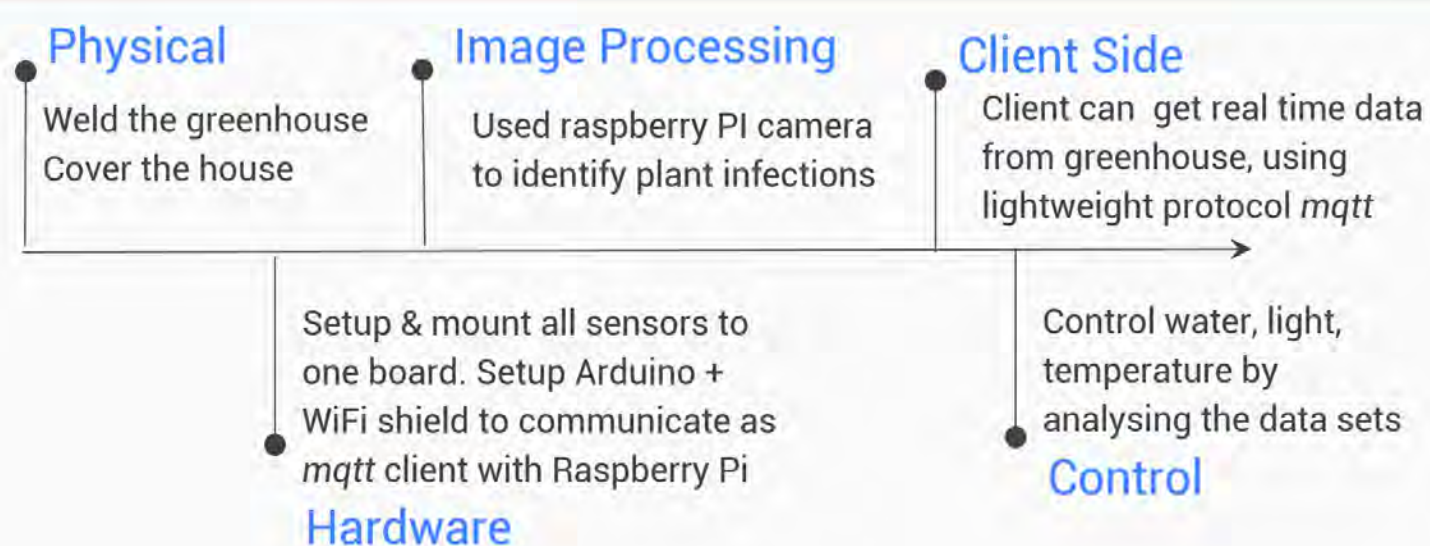 Physical
Weld the greenhouse
Cover the house
Image Processing
Used raspberry PI camera
to identify plant infections
Client Side
Client can get real time data
from greenhouse, using
lightweight protocol mqtt
Setup & mount all sensors to
one board. Setup Arduino +
WiFi shield to communicate as
mqtt client with Raspberry Pi
Hardware
Control water, light,
temperature by
analysing the data sets
Control